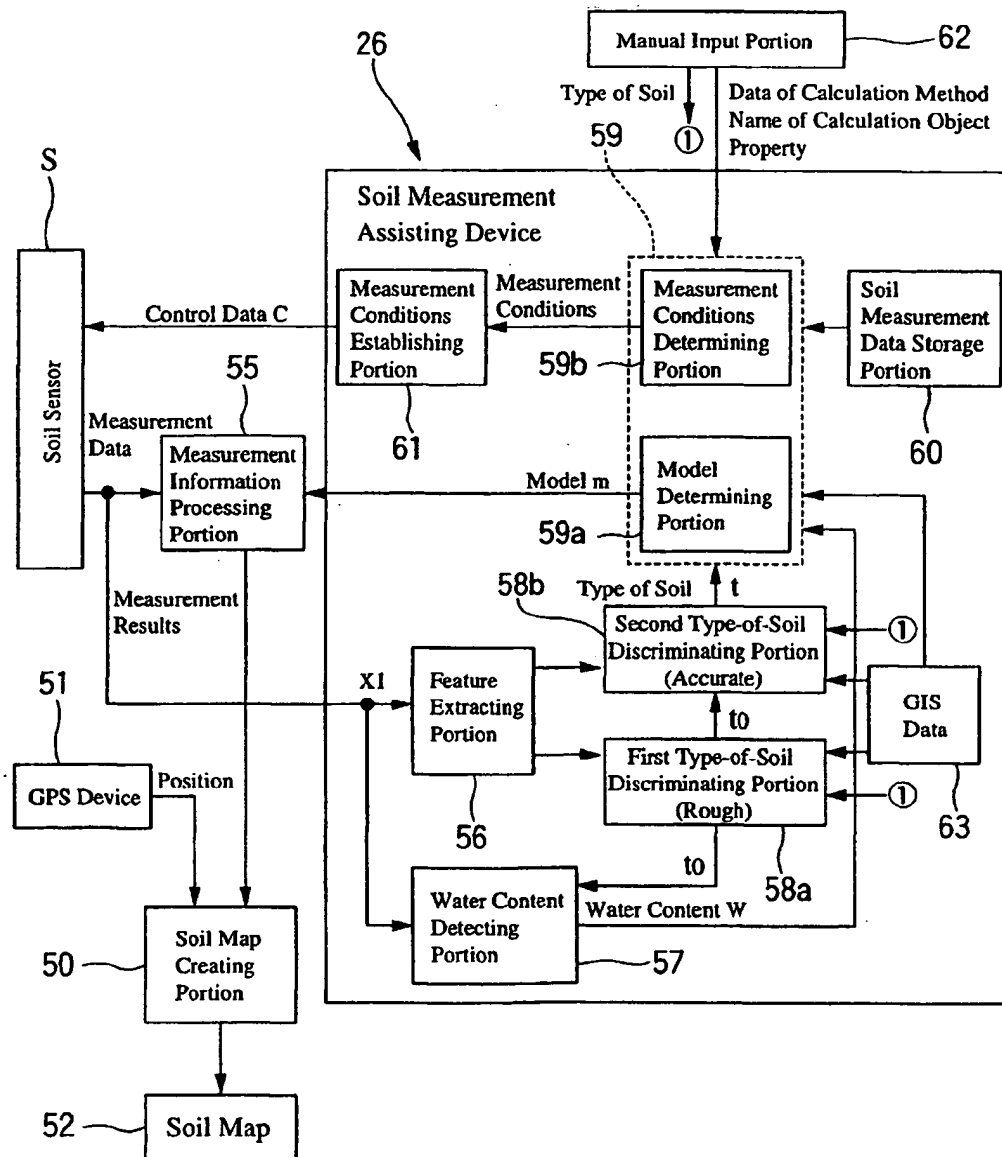 Manual Input Portion
62
26
Type of Soil
①
Data of Calculation Method
Name of Calculation Object
Property
59
S
Soil Measurement
Assisting Device
Soil Sensor
Control Data C
Measurement
Conditions
Establishing
Portion
61
Measurement
Conditions
Measurement
Conditions
Determining
Portion
59b
Soil
Measurement
Data Storage
Portion
60
55
Measurement
Data
Measurement
Information
Processing
Portion
Model m
Model
Determining
Portion
59a
Measurement
Results
58b
Type of Soil
t
Second Type-of-Soil
Discriminating Portion
(Accurate)
①
X1
Feature
Extracting
Portion
56
to
GIS
Data
63
First Type-of-Soil
Discriminating Portion
(Rough)
①
58a
51
GPS Device
Position
to
Water Content
Detecting
Portion
57
Water Content W
50
Soil Map
Creating
Portion
52
Soil Map